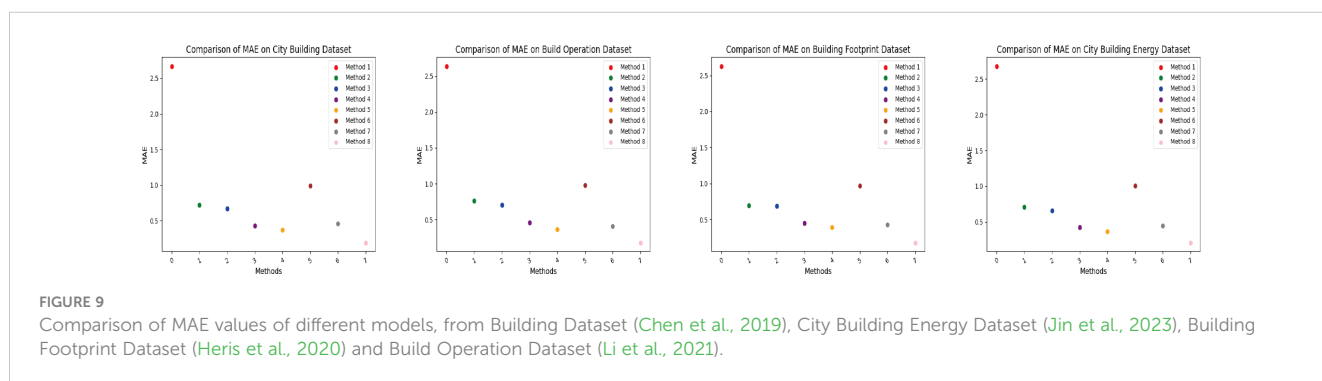 Comparison of MAE on City Building Dataset
MAE
2.5
2.0
1.5
1.0
0.5
Method 1
Method 2
Method 3
Method 4
Method 5
Method 6
Method 7
Method 8
0 1 2 3 4 5 6 7
Methods
Comparison of MAE on Build Operation Dataset
MAE
2.5
2.0
1.5
1.0
0.5
Method 1
Method 2
Method 3
Method 4
Method 5
Method 6
Method 7
Method 8
0 1 2 3 4 5 6 7
Methods
Comparison of MAE on Building Footprint Dataset
MAE
2.5
2.0
1.5
1.0
0.5
Method 1
Method 2
Method 3
Method 4
Method 5
Method 6
Method 7
Method 8
0 1 2 3 4 5 6 7
Methods
Comparison of MAE on City Building Energy Dataset
MAE
2.5
2.0
1.5
1.0
0.5
Method 1
Method 2
Method 3
Method 4
Method 5
Method 6
Method 7
Method 8
0 1 2 3 4 5 6 7
Methods
FIGURE 9
Comparison of MAE values of different models, from Building Dataset (Chen et al., 2019), City Building Energy Dataset (Jin et al., 2023), Building
Footprint Dataset (Heris et al., 2020) and Build Operation Dataset (Li et al., 2021).